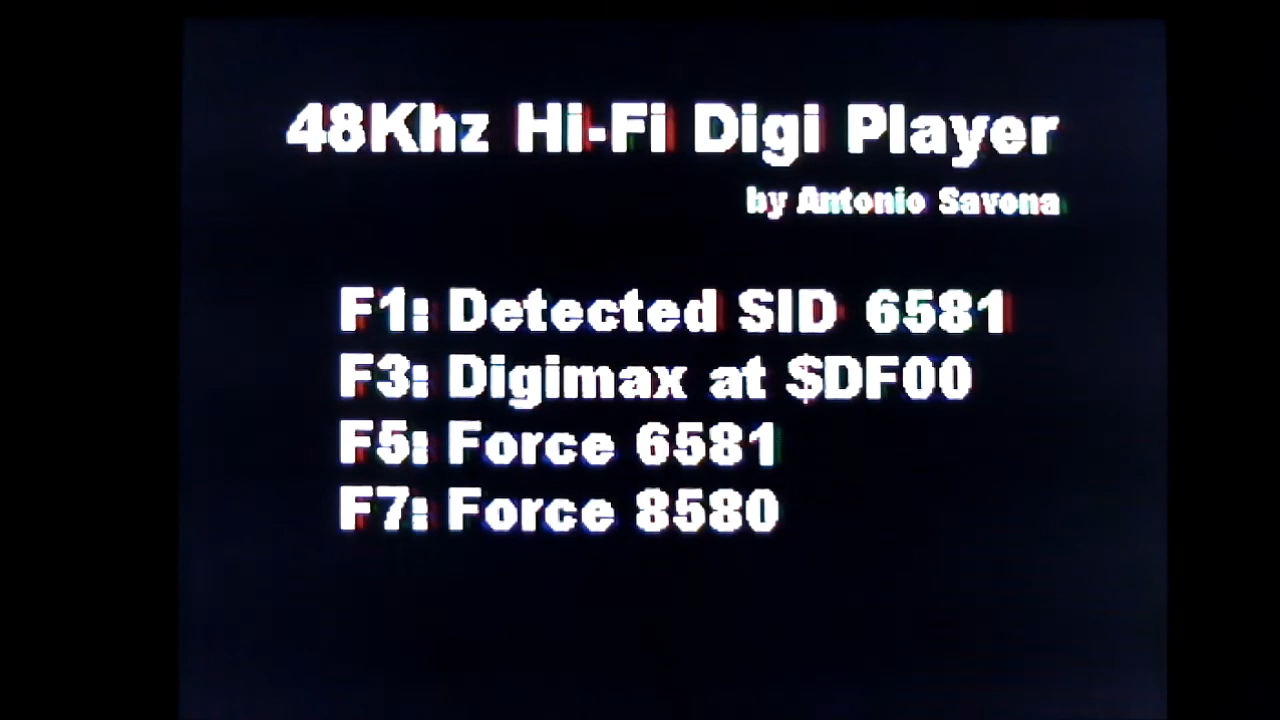 48Khz Hi-Fi Digi Player
by Antonio Savona
F1: Detected SID 6581
F3: Digimax at $DF00
F5: Force 6581
F7: Force 8580